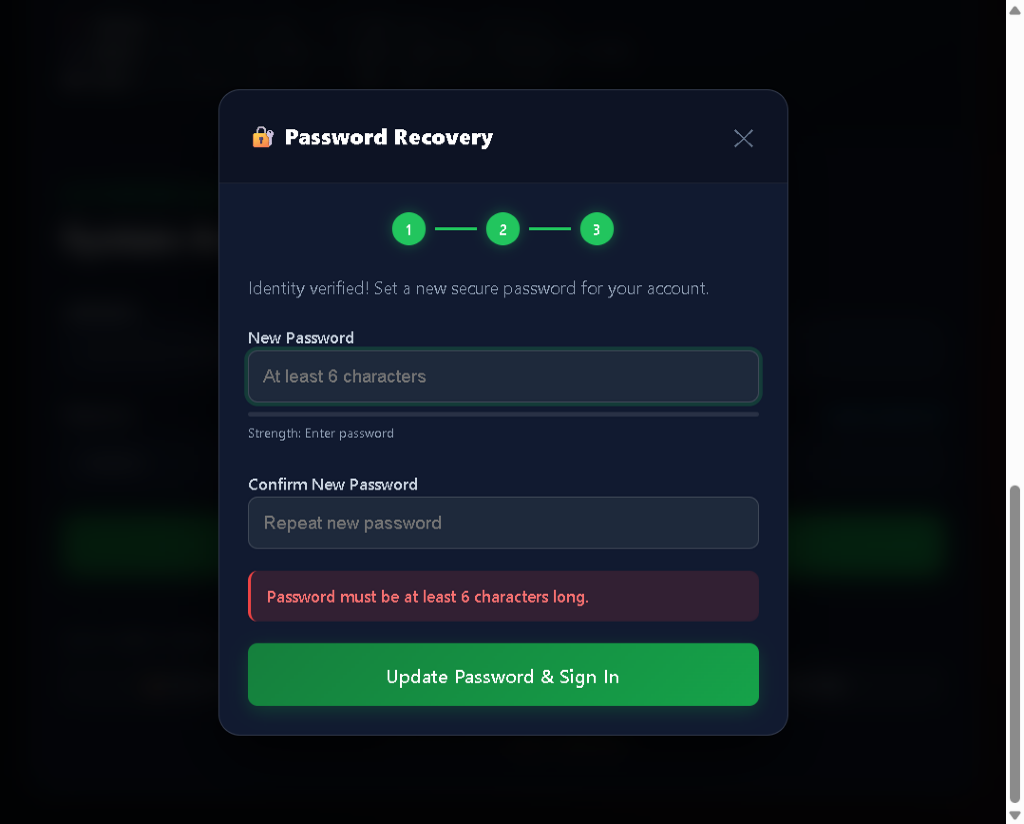 🔐 Password Recovery
1 2 3
Identity verified! Set a new secure password for your account.
New Password
At least 6 characters
Strength: Enter password
Confirm New Password
Repeat new password
Password must be at least 6 characters long.
Update Password & Sign In